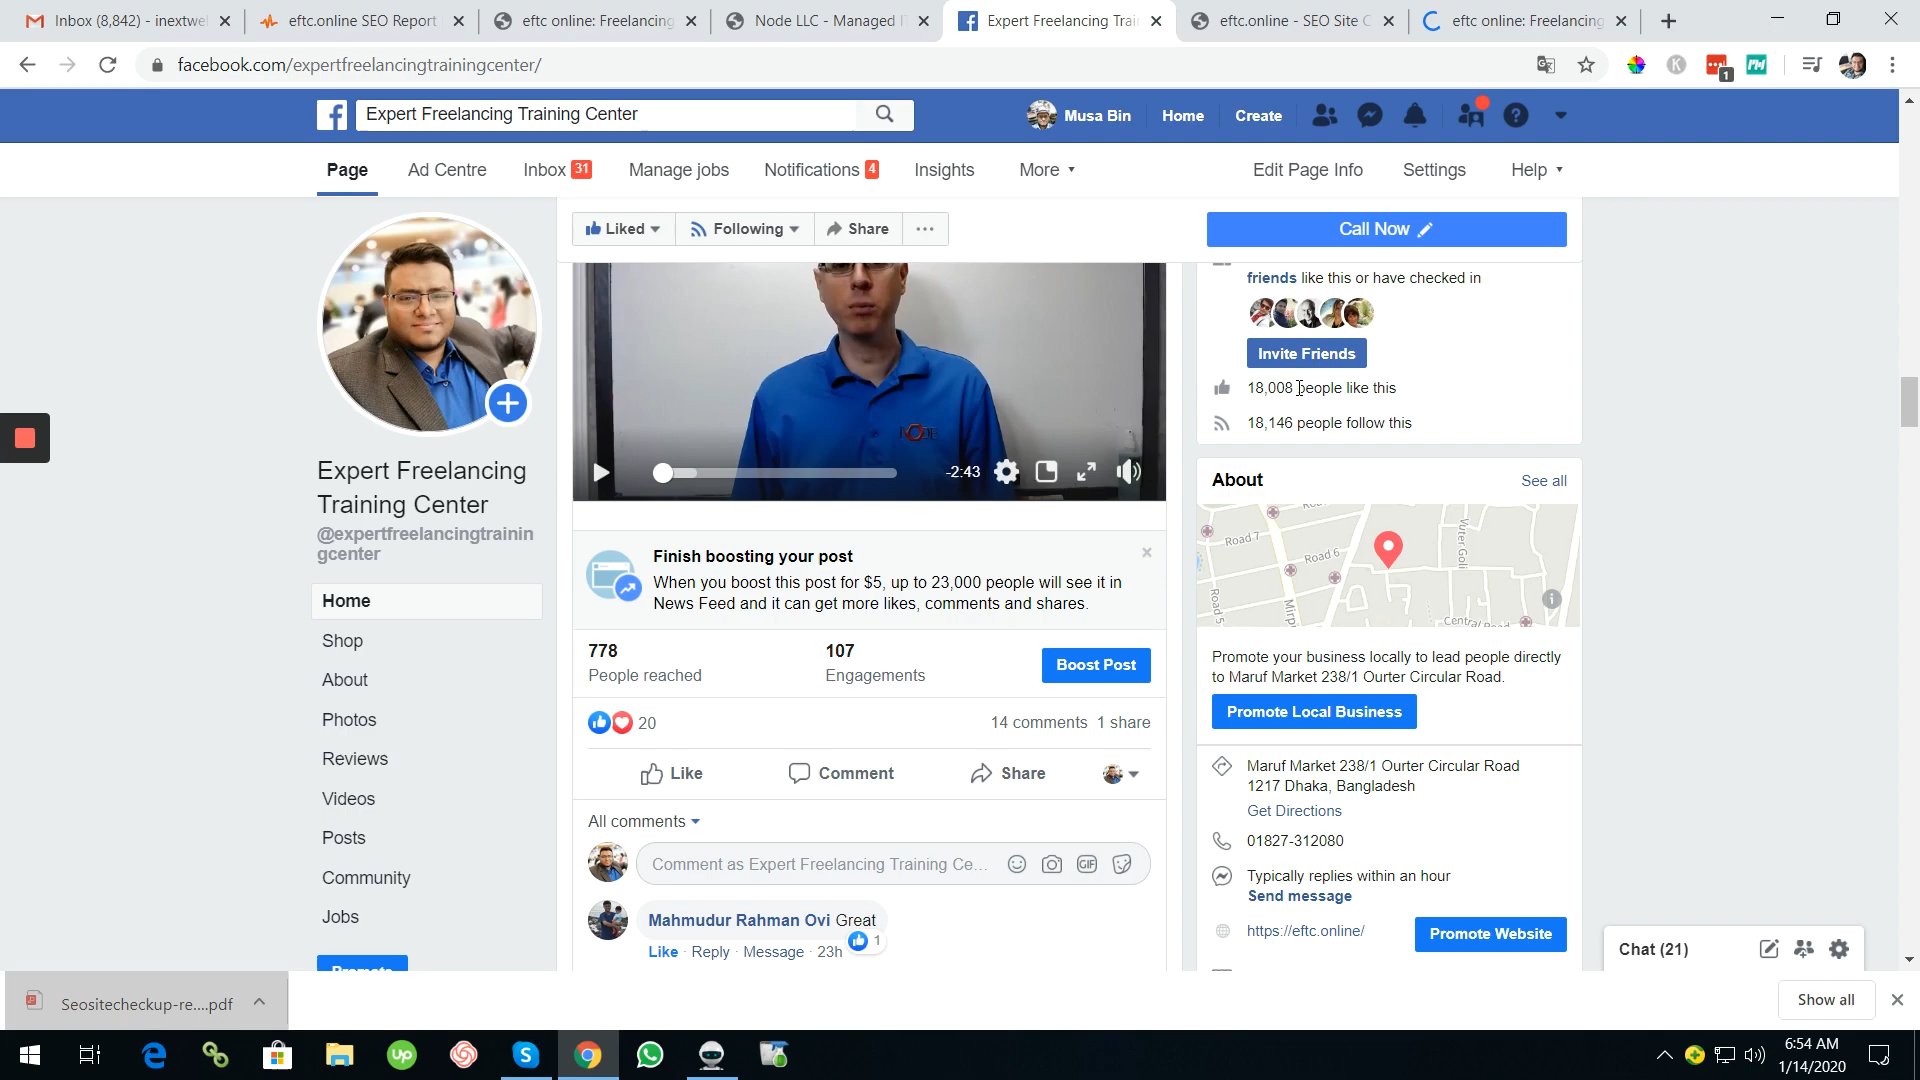 Inbox (8,842) - inextwe
eftc.online SEO Report
eftc online: Freelancing
Node LLC - Managed I
Expert Freelancing Trai
eftc.online - SEO Site C
eftc online: Freelancing
facebook.com/expertfreelancingtrainingcenter/
1
Expert Freelancing Training Center
Musa Bin
Home
Create
Page
Ad Centre
Inbox 31
Manage jobs
Notifications 4
Insights
More
Edit Page Info
Settings
Help
Liked
Following
Share
Call Now
friends like this or have checked in
Invite Friends
18,008 people like this
18,146 people follow this
NODE
-2:43
Expert Freelancing
Training Center
@expertfreelancingtrainin
gcenter
Home
Shop
About
Photos
Reviews
Videos
Posts
Community
Jobs
Promote
Finish boosting your post
When you boost this post for $5, up to 23,000 people will see it in
News Feed and it can get more likes, comments and shares.
778
People reached
107
Engagements
Boost Post
20
14 comments 1 share
Like
Comment
Share
All comments
Comment as Expert Freelancing Training Ce...
GIF
Mahmudur Rahman Ovi Great
1
Like · Reply · Message · 23h
About
See all
Road 7
Road 6
Road 5
Vuter Goli
Mirp
Central Road
Promote your business locally to lead people directly
to Maruf Market 238/1 Ourter Circular Road.
Promote Local Business
Maruf Market 238/1 Ourter Circular Road
1217 Dhaka, Bangladesh
Get Directions
01827-312080
Typically replies within an hour
Send message
https://eftc.online/
Promote Website
Chat (21)
Seositecheckup-re....pdf
Show all
6:54 AM
1/14/2020